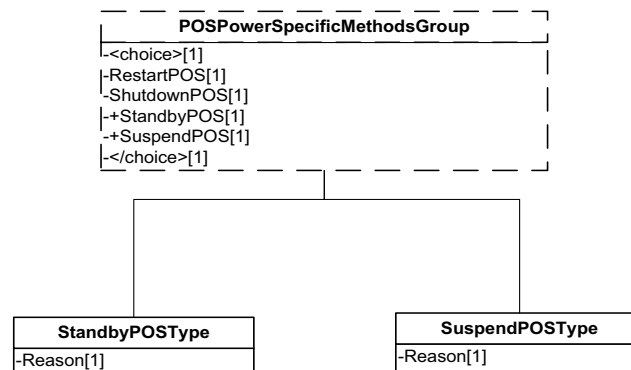 POSPowerSpecificMethodsGroup
-<choice>[1]
-RestartPOS[1]
-ShutdownPOS[1]
-+StandbyPOS[1]
-+SuspendPOS[1]
-</choice>[1]
StandbyPOSType
-Reason[1]
SuspendPOSType
-Reason[1]